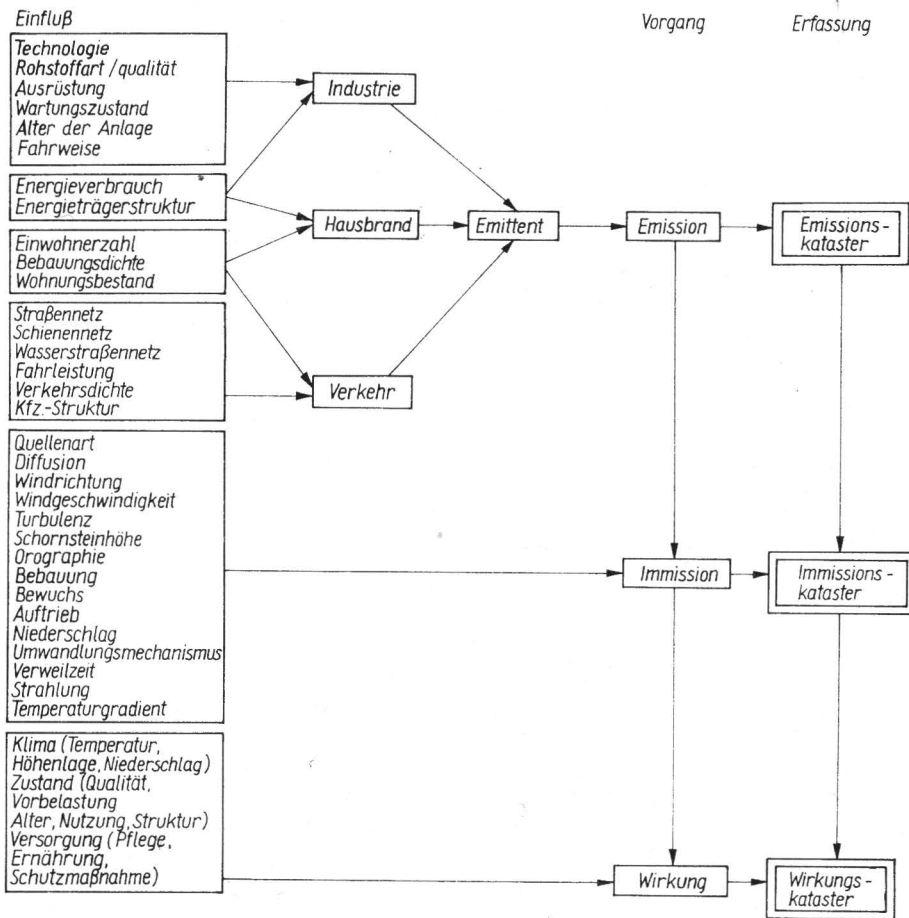 Einfluß
Vorgang
Erfassung
Technologie
Rohstoffart/qualität
Ausrüstung
Wartungszustand
Alter der Anlage
Fahrweise
Industrie
Energieverbrauch
Energieträgerstruktur
Hausbrand
Emittent
Emission
Emissions-
kataster
Einwohnerzahl
Bebauungsdichte
Wohnungsbestand
Straßennetz
Schienennetz
Wasserstraßennetz
Fahrleistung
Verkehrsdichte
Kfz.-Struktur
Verkehr
Quellenart
Diffusion
Windrichtung
Windgeschwindigkeit
Turbulenz
Schornsteinhöhe
Orographie
Bebauung
Bewuchs
Auftrieb
Niederschlag
Umwandlungsmechanismus
Verweilzeit
Strahlung
Temperaturgradient
Immission
Immissions-
kataster
Klima (Temperatur,
Höhenlage, Niederschlag)
Zustand (Qualität,
Vorbelastung
Alter, Nutzung, Struktur)
Versorgung (Pflege,
Ernährung,
Schutzmaßnahme)
Wirkung
Wirkungs-
kataster